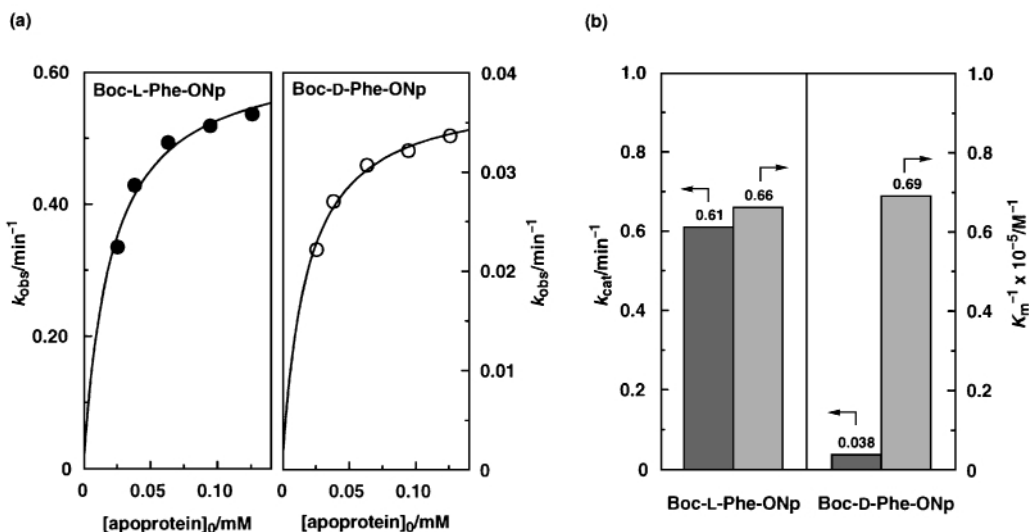 (a)
Boc-L-Phe-ONp
0.60
0.40
0.20
0
k_obs/min⁻¹
0
0.05
0.10
[apoprotein]₀/mM
Boc-D-Phe-ONp
0.04
0.03
0.02
0.01
0
k_obs/min⁻¹
0
0.05
0.10
[apoprotein]₀/mM
(b)
1.0
0.8
0.6
0.4
0.2
0
k_cat/min⁻¹
0.61
0.66
0.038
0.69
1.0
0.8
0.6
0.4
0.2
0
K_m⁻¹ x 10⁻⁵/M⁻¹
Boc-L-Phe-ONp
Boc-D-Phe-ONp